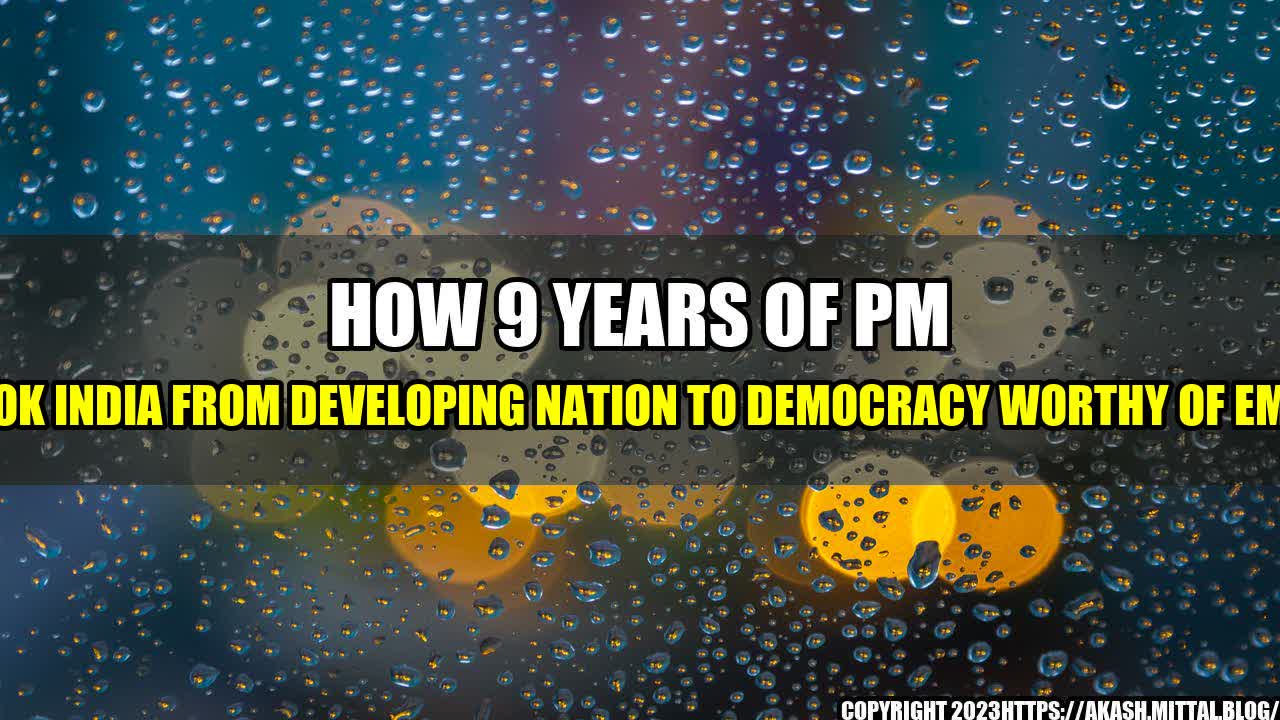 HOW 9 YEARS OF PM
OK INDIA FROM DEVELOPING NATION TO DEMOCRACY WORTHY OF EM
COPYRIGHT 2023HTTPS://AKASH.MITTAL.BLOG/